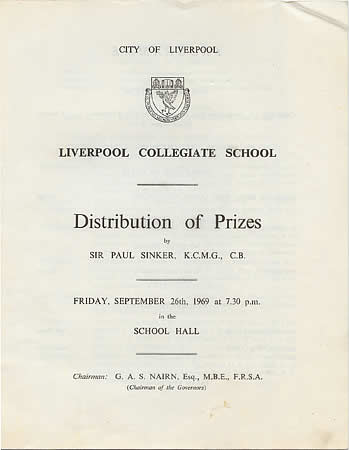 CITY OF LIVERPOOL
LIVERPOOL COLLEGIATE SCHOOL
Distribution of Prizes
by
SIR PAUL SINKER, K.C.M.G., C.B.
FRIDAY, SEPTEMBER 26th, 1969 at 7.30 p.m.
in the
SCHOOL HALL
Chairman: G. A. S. NAIRN, Esq., M.B.E., F.R.S.A.
(Chairman of the Governors)